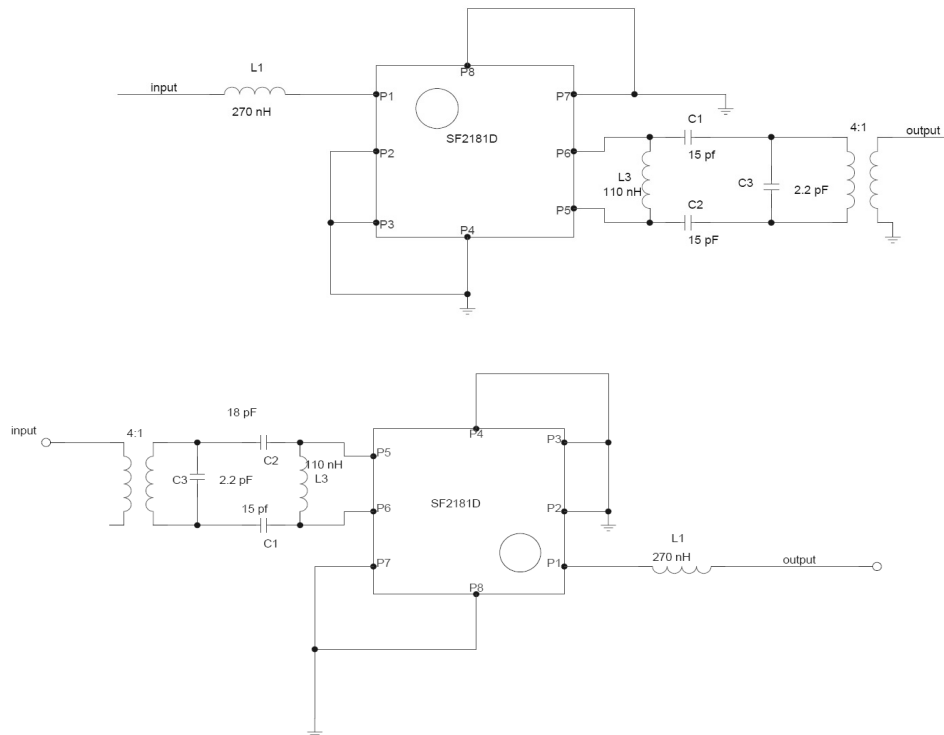 L1
input
270 nH
P8
P1
P7
SF2181D
C1
4:1
output
P2
P6
15 pf
L3
110 nH
C3
2.2 pF
C2
P3
P5
15 pF
P4
18 pF
input
4:1
P4
P3
C2
110 nH
P5
C3
2.2 pF
L3
SF2181D
15 pf
P6
P2
C1
L1
270 nH
P7
P1
output
P8